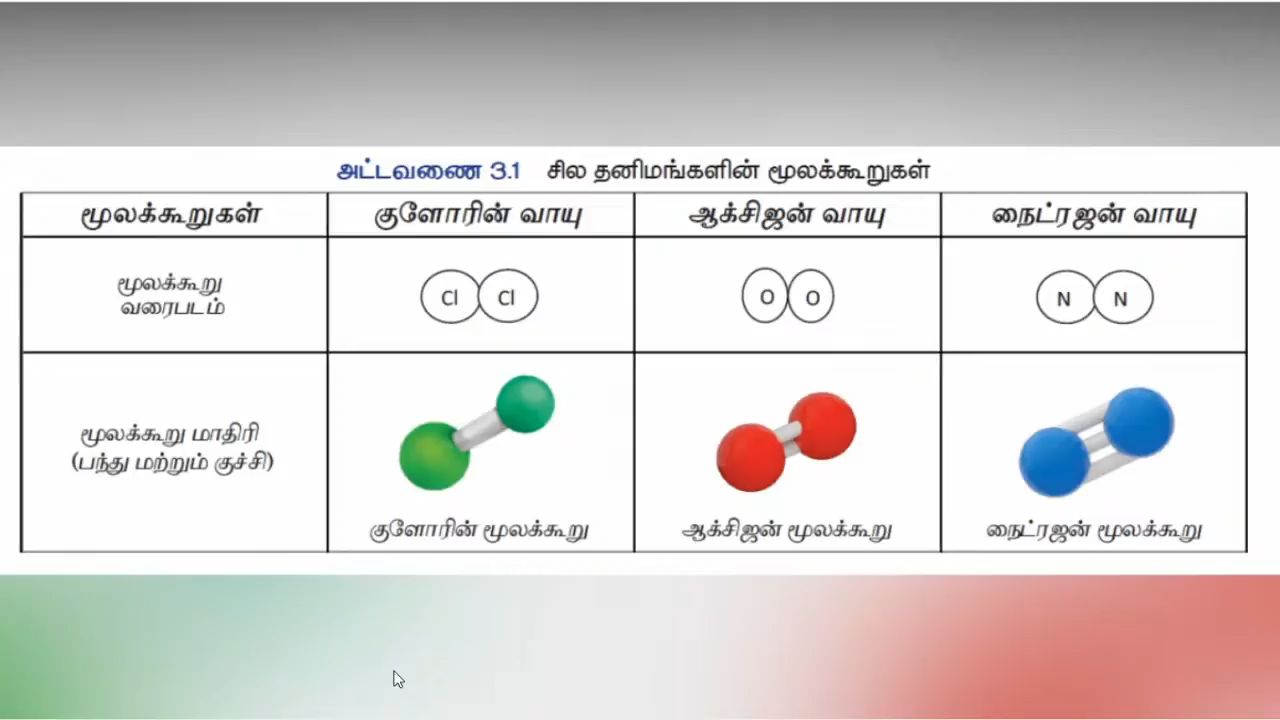 அட்டவணை 3.1 சில தனிமங்களின் மூலக்கூறுகள்
மூலக்கூறுகள் குளோரின் வாயு ஆக்சிஜன் வாயு நைட்ரஜன் வாயு
மூலக்கூறு
வரைபடம்
Cl Cl O O N N
மூலக்கூறு மாதிரி
(பந்து மற்றும் குச்சி)
குளோரின் மூலக்கூறு ஆக்சிஜன் மூலக்கூறு நைட்ரஜன் மூலக்கூறு